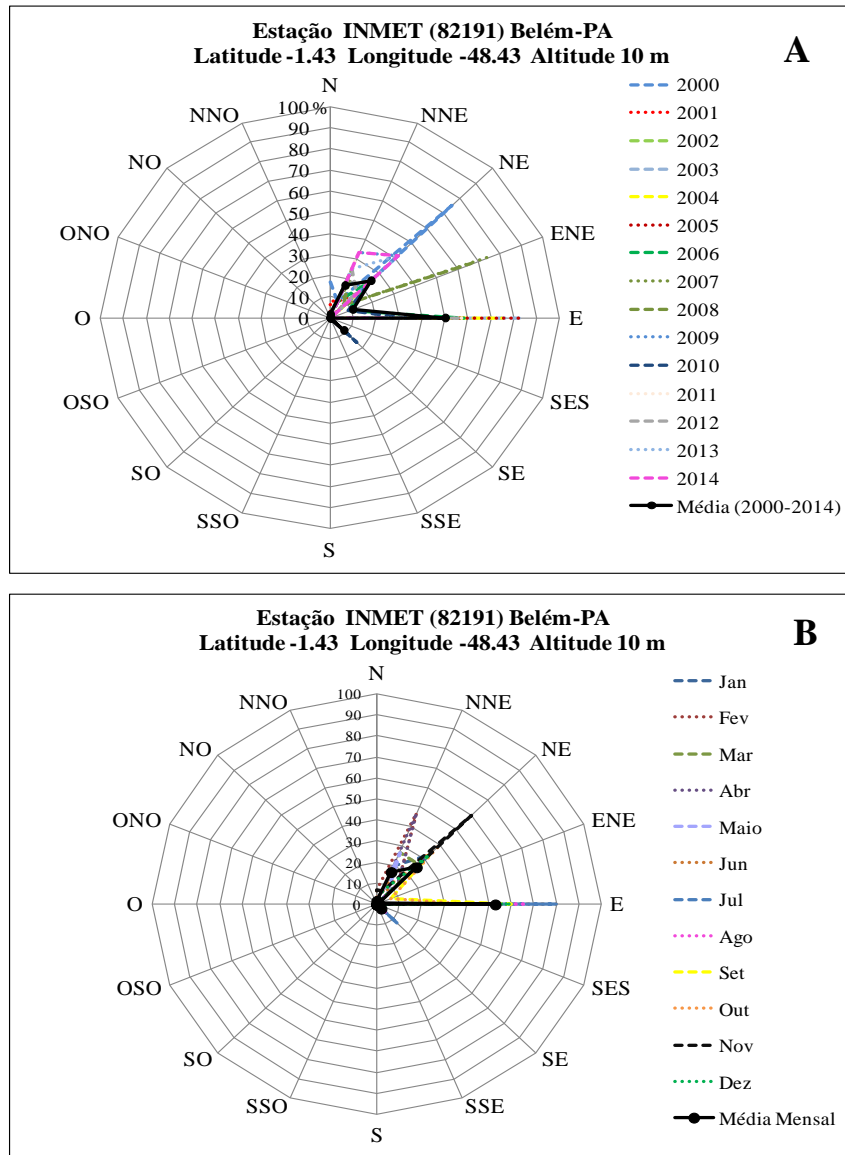 Estação INMET (82191) Belém-PA
Latitude -1.43 Longitude -48.43 Altitude 10 m
A
N
NNE
NE
ENE
E
SES
SE
SSE
S
SSO
SO
OSO
O
ONO
NO
NNO
100 %
90
80
70
60
50
40
30
20
10
0
2000
2001
2002
2003
2004
2005
2006
2007
2008
2009
2010
2011
2012
2013
2014
Média (2000-2014)
Estação INMET (82191) Belém-PA
Latitude -1.43 Longitude -48.43 Altitude 10 m
B
N
NNE
NE
ENE
E
SES
SE
SSE
S
SSO
SO
OSO
O
ONO
NO
NNO
100
90
80
70
60
50
40
30
20
10
0
Jan
Fev
Mar
Abr
Maio
Jun
Jul
Ago
Set
Out
Nov
Dez
Média Mensal